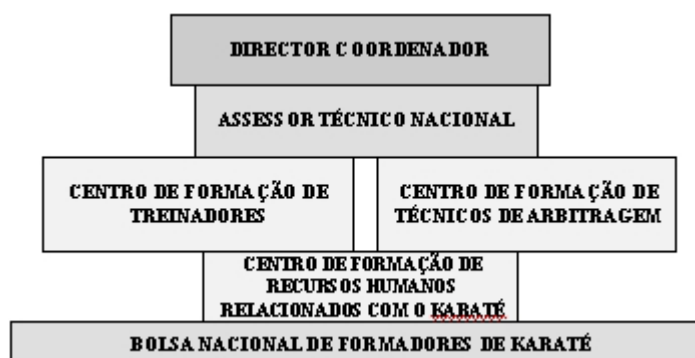 DIRECTOR COORDENADOR
ASSESSOR TÉCNICO NACIONAL
CENTRO DE FORMAÇÃO DE
TREINADORES
CENTRO DE FORMAÇÃO DE
TÉCNICOS DE ARBITRAGEM
CENTRO DE FORMAÇÃO DE
RECURSOS HUMANOS
RELACIONADOS COM O KARATÉ
BOLSA NACIONAL DE FORMADORES DE KARATÉ